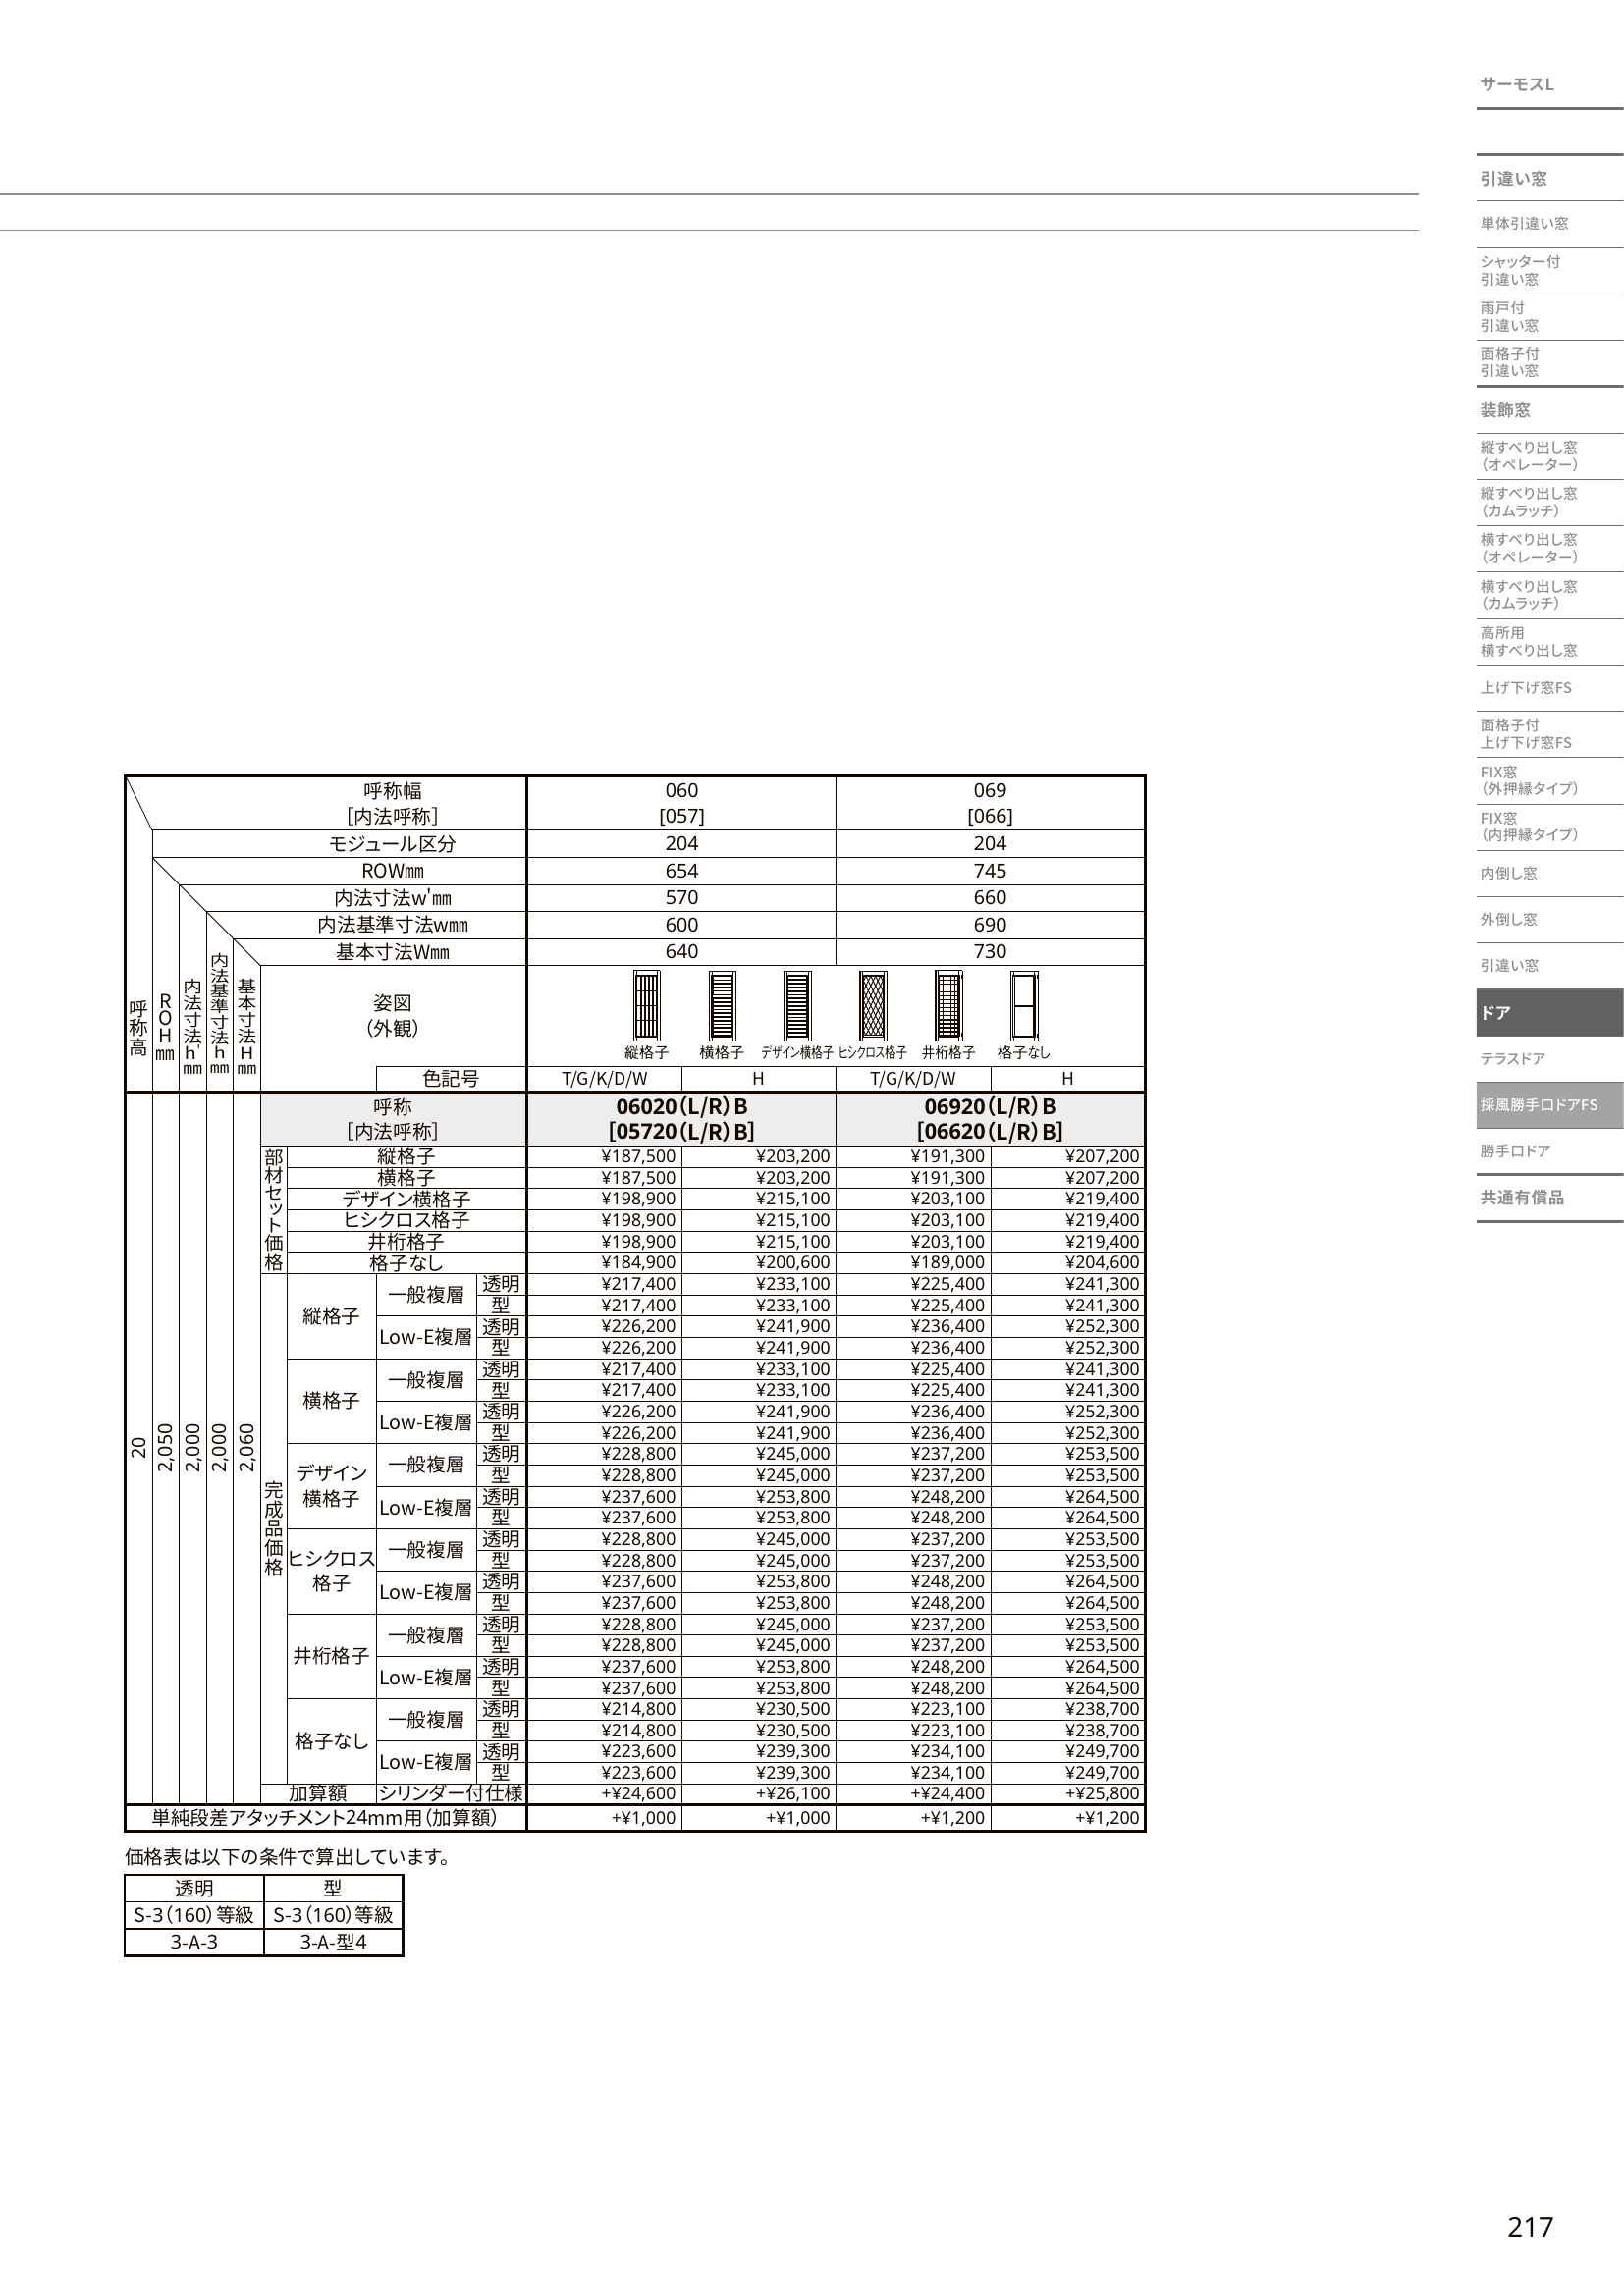 サーモスL
引違い窓
単体引違い窓
シャッター付
引違い窓
雨戸付
引違い窓
面格子付
引違い窓
装飾窓
縦すべり出し窓
（オペレーター）
縦すべり出し窓
（カムラッチ）
横すべり出し窓
（オペレーター）
横すべり出し窓
（カムラッチ）
高所用
横すべり出し窓
上げ下げ窓FS
面格子付
上げ下げ窓FS
FIX窓
（外押縁タイプ）
FIX窓
（内押縁タイプ）
内倒し窓
外倒し窓
引違い窓
ドア
テラスドア
採風勝手口ドアFS
勝手口ドア
共通有償品
呼称幅 060 069
［内法呼称］ [057] [066]
モジュール区分 204 204
ROW㎜ 654 745
内法寸法w'㎜ 570 660
内法基準寸法w㎜ 600 690
基本寸法W㎜ 640 730
呼称高
ROH㎜
内法寸法h'㎜
内法基準寸法h㎜
基本寸法H㎜
姿図
（外観）
縦格子 横格子 デザイン横格子 ヒシクロス格子 井桁格子 格子なし
色記号 T/G/K/D/W H T/G/K/D/W H
呼称 06020（L/R）B 06920（L/R）B
［内法呼称］ [05720（L/R）B] [06620（L/R）B]
20 2,050 2,000 2,000 2,060
部材セット価格
縦格子 ¥187,500 ¥203,200 ¥191,300 ¥207,200
横格子 ¥187,500 ¥203,200 ¥191,300 ¥207,200
デザイン横格子 ¥198,900 ¥215,100 ¥203,100 ¥219,400
ヒシクロス格子 ¥198,900 ¥215,100 ¥203,100 ¥219,400
井桁格子 ¥198,900 ¥215,100 ¥203,100 ¥219,400
格子なし ¥184,900 ¥200,600 ¥189,000 ¥204,600
完成品価格
縦格子 一般複層 透明 ¥217,400 ¥233,100 ¥225,400 ¥241,300
型 ¥217,400 ¥233,100 ¥225,400 ¥241,300
Low-E複層 透明 ¥226,200 ¥241,900 ¥236,400 ¥252,300
型 ¥226,200 ¥241,900 ¥236,400 ¥252,300
横格子 一般複層 透明 ¥217,400 ¥233,100 ¥225,400 ¥241,300
型 ¥217,400 ¥233,100 ¥225,400 ¥241,300
Low-E複層 透明 ¥226,200 ¥241,900 ¥236,400 ¥252,300
型 ¥226,200 ¥241,900 ¥236,400 ¥252,300
デザイン
横格子 一般複層 透明 ¥228,800 ¥245,000 ¥237,200 ¥253,500
型 ¥228,800 ¥245,000 ¥237,200 ¥253,500
Low-E複層 透明 ¥237,600 ¥253,800 ¥248,200 ¥264,500
型 ¥237,600 ¥253,800 ¥248,200 ¥264,500
ヒシクロス
格子 一般複層 透明 ¥228,800 ¥245,000 ¥237,200 ¥253,500
型 ¥228,800 ¥245,000 ¥237,200 ¥253,500
Low-E複層 透明 ¥237,600 ¥253,800 ¥248,200 ¥264,500
型 ¥237,600 ¥253,800 ¥248,200 ¥264,500
井桁格子 一般複層 透明 ¥228,800 ¥245,000 ¥237,200 ¥253,500
型 ¥228,800 ¥245,000 ¥237,200 ¥253,500
Low-E複層 透明 ¥237,600 ¥253,800 ¥248,200 ¥264,500
型 ¥237,600 ¥253,800 ¥248,200 ¥264,500
格子なし 一般複層 透明 ¥214,800 ¥230,500 ¥223,100 ¥238,700
型 ¥214,800 ¥230,500 ¥223,100 ¥238,700
Low-E複層 透明 ¥223,600 ¥239,300 ¥234,100 ¥249,700
型 ¥223,600 ¥239,300 ¥234,100 ¥249,700
加算額 シリンダー付仕様 +¥24,600 +¥26,100 +¥24,400 +¥25,800
単純段差アタッチメント24mm用（加算額） +¥1,000 +¥1,000 +¥1,200 +¥1,200
価格表は以下の条件で算出しています。
透明 型
S-3（160）等級 S-3（160）等級
3-A-3 3-A-型4
217